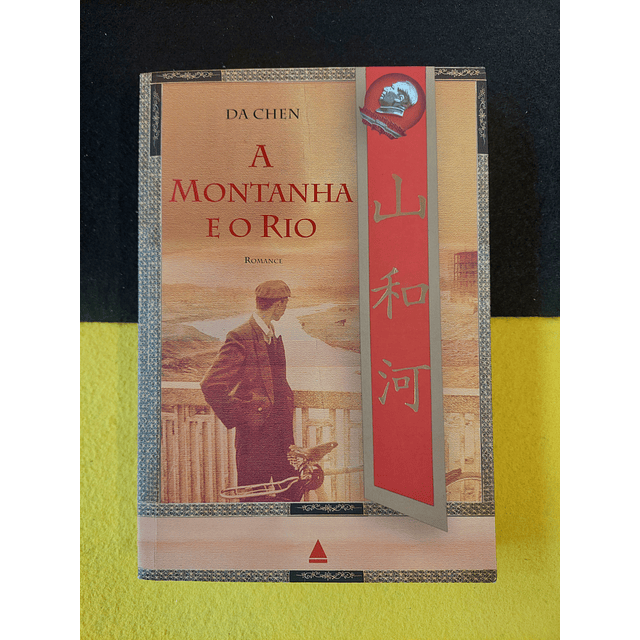 DA CHEN
A
MONTANHA
E O RIO
ROMANCE
山
和
河